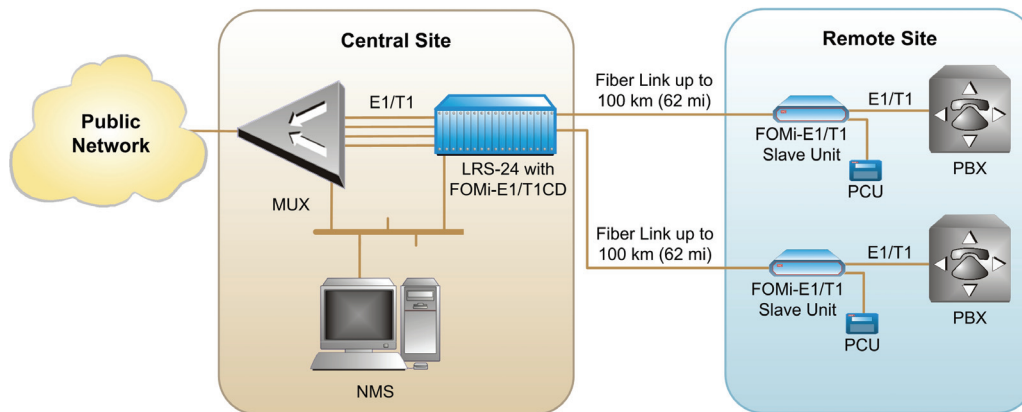 Central Site
Remote Site
Public
Network
E1/T1
MUX
LRS-24 with
FOMi-E1/T1CD
NMS
Fiber Link up to
100 km (62 mi)
Fiber Link up to
100 km (62 mi)
FOMi-E1/T1
Slave Unit
E1/T1
PCU
PBX
FOMi-E1/T1
Slave Unit
E1/T1
PCU
PBX